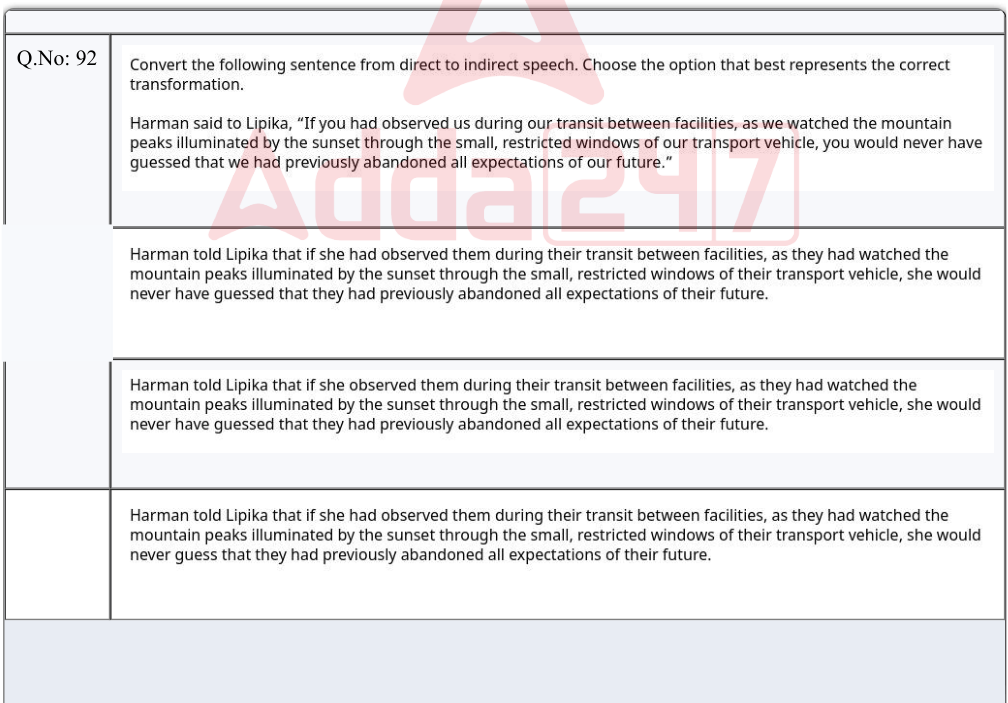 Q.No: 92
Convert the following sentence from direct to indirect speech. Choose the option that best represents the correct
transformation.
Harman said to Lipika, “If you had observed us during our transit between facilities, as we watched the mountain
peaks illuminated by the sunset through the small, restricted windows of our transport vehicle, you would never have
guessed that we had previously abandoned all expectations of our future.”
Adda247
Harman told Lipika that if she had observed them during their transit between facilities, as they had watched the
mountain peaks illuminated by the sunset through the small, restricted windows of their transport vehicle, she would
never have guessed that they had previously abandoned all expectations of their future.
Harman told Lipika that if she observed them during their transit between facilities, as they had watched the
mountain peaks illuminated by the sunset through the small, restricted windows of their transport vehicle, she would
never have guessed that they had previously abandoned all expectations of their future.
Harman told Lipika that if she had observed them during their transit between facilities, as they had watched the
mountain peaks illuminated by the sunset through the small, restricted windows of their transport vehicle, she would
never guess that they had previously abandoned all expectations of their future.